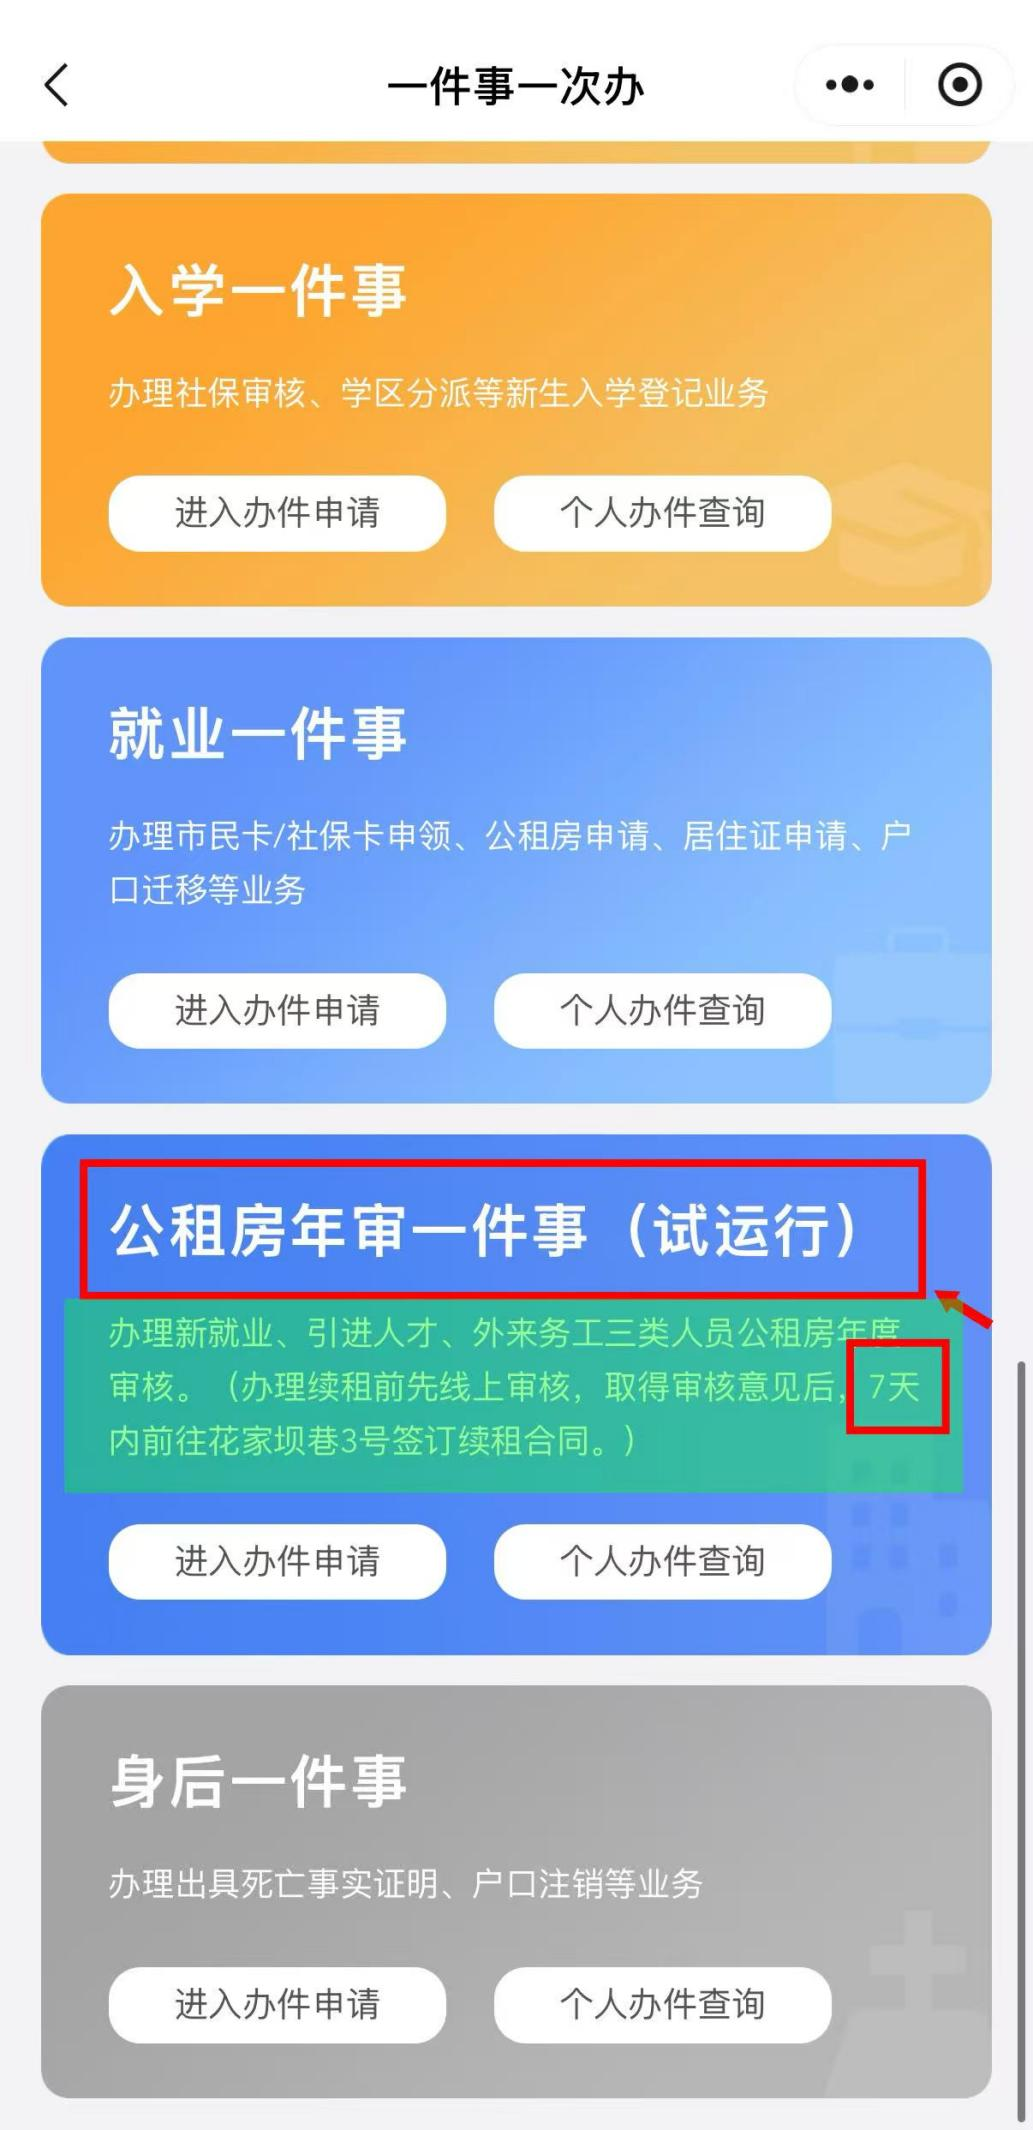 一件事一次办
入学一件事
办理社保审核、学区分派等新生入学登记业务
进入办件申请
个人办件查询
就业一件事
办理市民卡/社保卡申领、公租房申请、居住证申请、户
口迁移等业务
进入办件申请
个人办件查询
公租房年审一件事（试运行）
办理新就业、引进人才、外来务工三类人员公租房年度
审核。（办理续租前先线上审核，取得审核意见后，7天
内前往花家坝巷3号签订续租合同。）
进入办件申请
个人办件查询
身后一件事
办理出具死亡事实证明、户口注销等业务
进入办件申请
个人办件查询